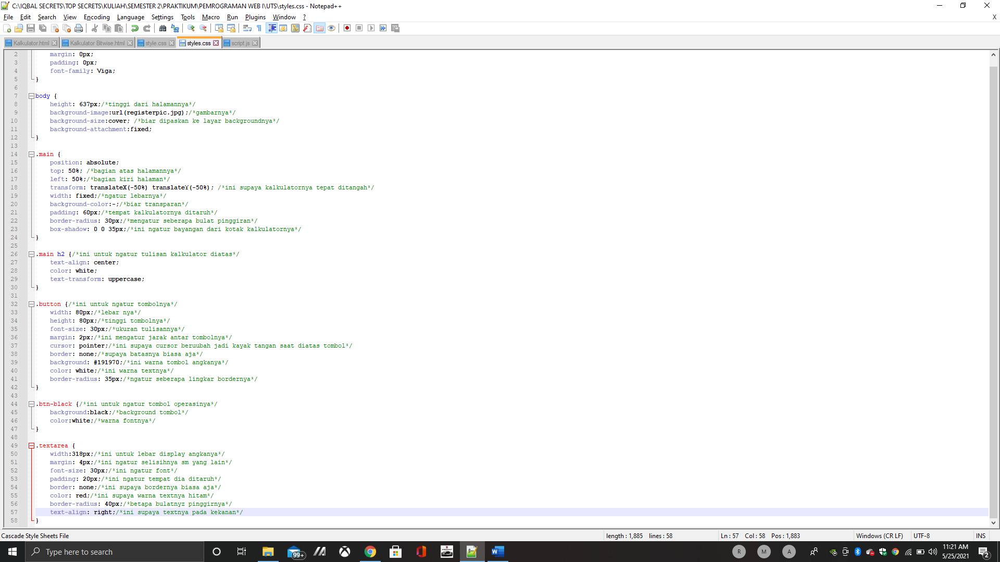 C:\IQBAL SECRETS\TOP SECRETS\KULIAH\SEMESTER 2\PRAKTIKUM\PEMROGRAMAN WEB I\UTS\styles.css - Notepad++
File Edit Search View Encoding Language Settings Tools Macro Run Plugins Window ? X
Kalkulator.html Kalkulator Bitwise.html style.css styles.css script.js
2 margin: 0px;
3 padding: 0px;
4 font-family: Viga;
5 }
6
7 body {
8 height: 637px;/*tinggi dari halamannya*/
9 background-image:url(registerpic.jpg);/*gambarnya*/
10 background-size:cover; /*biar dipaskan ke layar backgroundnya*/
11 background-attachment:fixed;
12 }
13
14 .main {
15 position: absolute;
16 top: 50%; /*bagian atas halamannya*/
17 left: 50%;/*bagian kiri halaman*/
18 transform: translateX(-50%) translateY(-50%); /*ini supaya kalkulatornya tepat ditangah*/
19 width: fixed;/*ngatur lebarnya*/
20 background-color:-;/*biar transparan*/
21 padding: 60px;/*tempat kalkulatornya ditaruh*/
22 border-radius: 30px;/*mengatur seberapa bulat pinggiran*/
23 box-shadow: 0 0 35px;/*ini ngatur bayangan dari kotak kalkulatornya*/
24 }
25
26 .main h2 {/*ini untuk ngatur tulisan kalkulator diatas*/
27 text-align: center;
28 color: white;
29 text-transform: uppercase;
30 }
31
32 .button {/*ini untuk ngatur tombolnya*/
33 width: 80px;/*lebar nya*/
34 height: 80px;/*tinggi tombolnya*/
35 font-size: 30px;/*ukuran tulisannya*/
36 margin: 2px;/*ini mengatur jarak antar tombolnya*/
37 cursor: pointer;/*ini supaya cursor beruubah jadi kayak tangan saat diatas tombol*/
38 border: none;/*supaya batasnya biasa aja*/
39 background: #191970;/*ini warna tombol angkanya*/
40 color: white;/*ini warna textnya*/
41 border-radius: 35px;/*ngatur seberapa lingkar bordernya*/
42 }
43
44 .btn-black {/*ini untuk ngatur tombol operasinya*/
45 background:black;/*background tombol*/
46 color:white;/*warna fontnya*/
47 }
48
49 .textarea {
50 width:318px;/*ini untuk lebar display angkanya*/
51 margin: 4px;/*ini ngatur selisihnya sm yang lain*/
52 font-size: 30px;/*ini ngatur font*/
53 padding: 20px;/*ini ngatur tempat dia ditaruh*/
54 border: none;/*ini supaya bordernya biasa aja*/
55 color: red;/*ini supaya warna textnya hitam*/
56 border-radius: 40px;/*betapa bulatnyz pinggirnya*/
57 text-align: right;/*ini supaya textnya pada kekanan*/
58 }
Cascade Style Sheets File length : 1,885 lines : 58 Ln : 57 Col : 58 Pos : 1,883 Windows (CR LF) UTF-8 INS
Type here to search 99+ W R M A 11:21 AM
5/25/2021 2